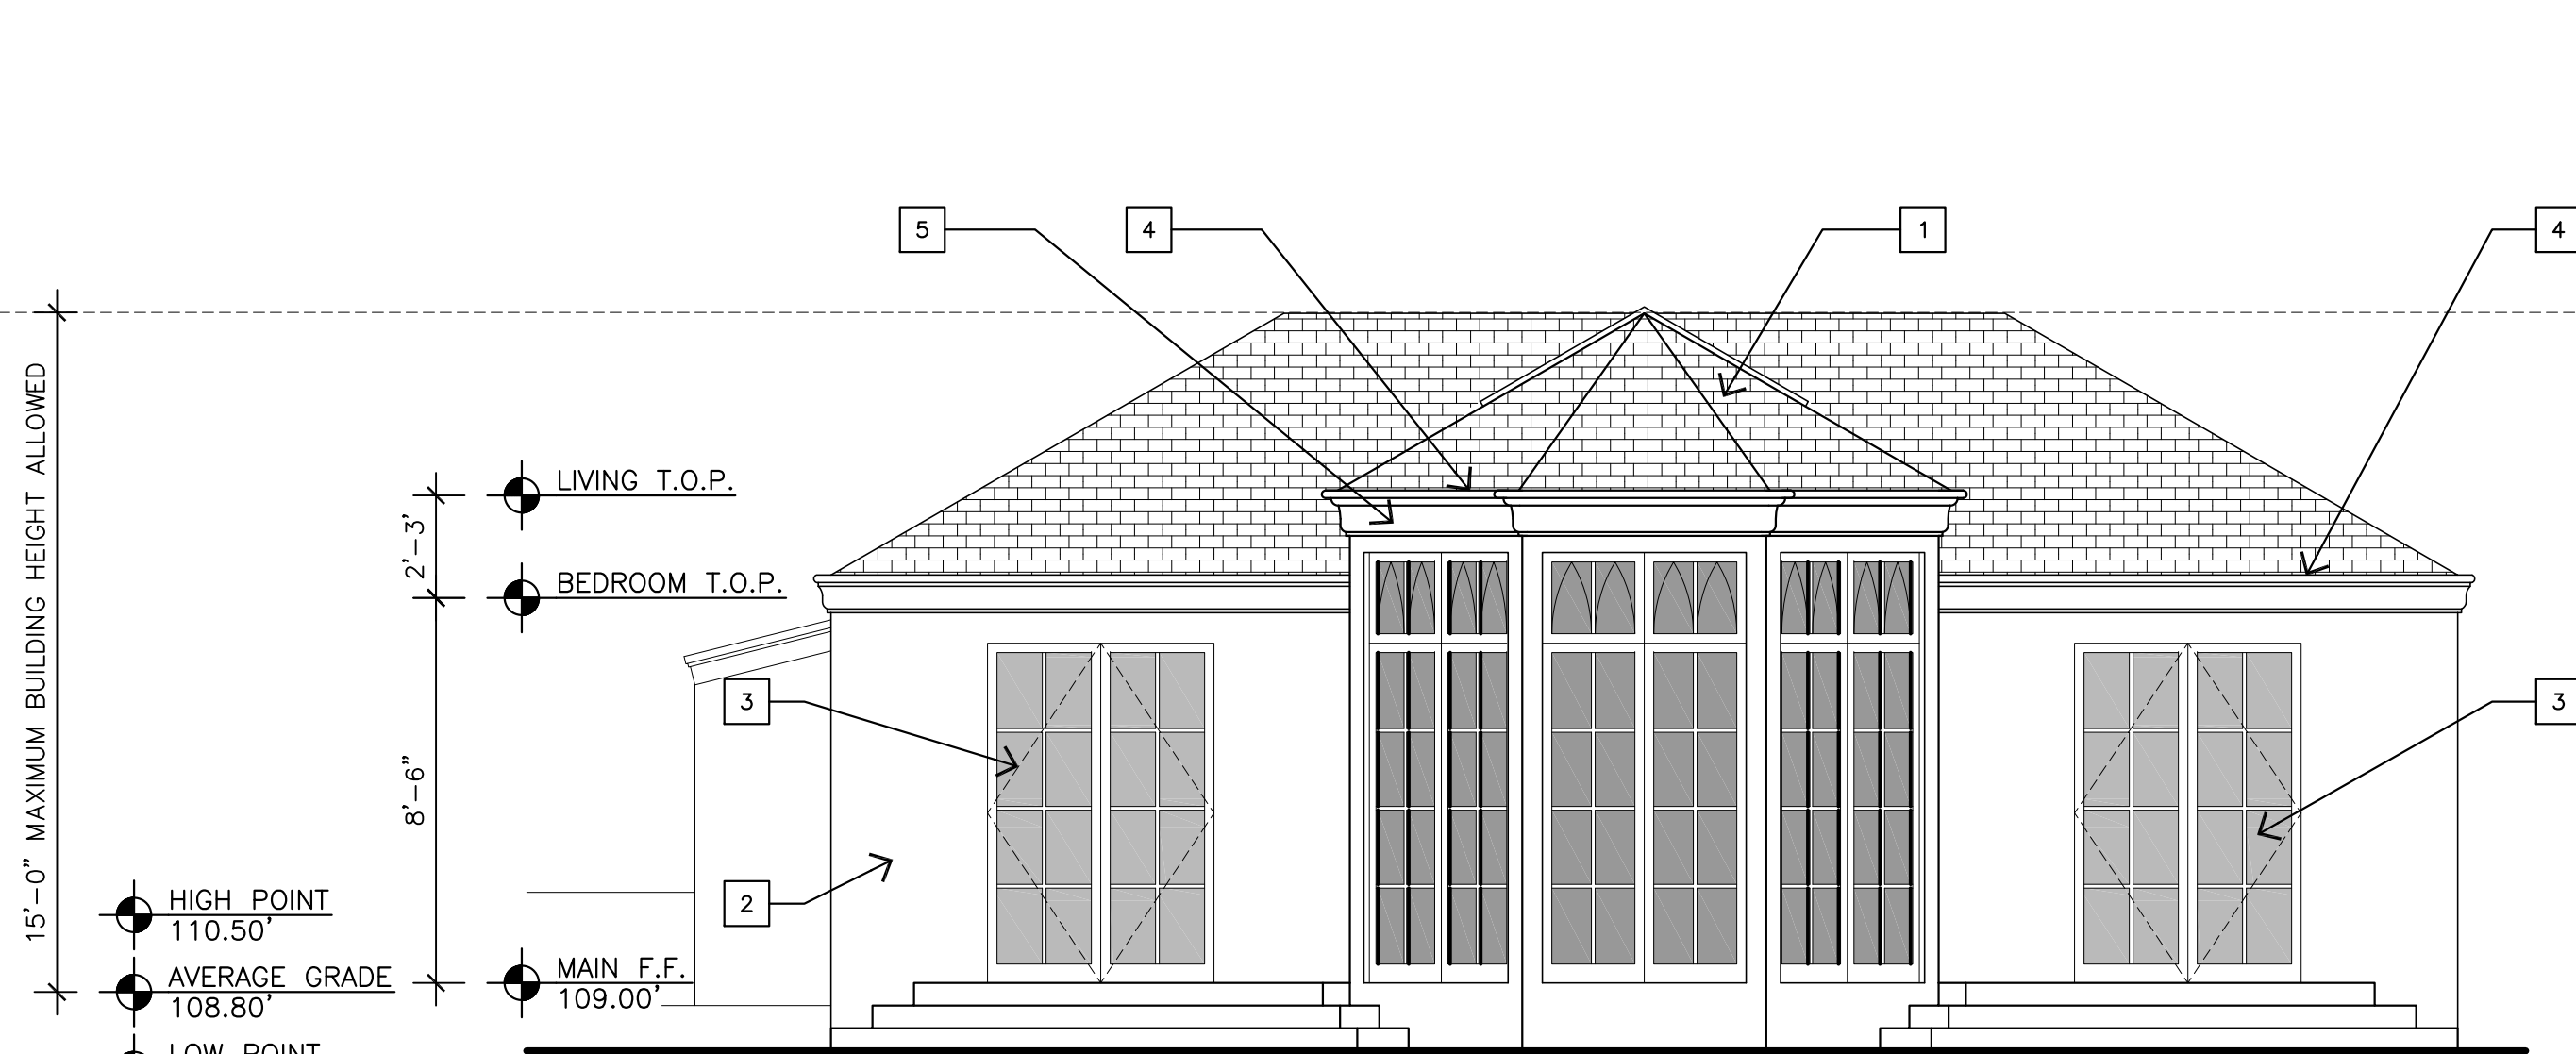 5
4
1
4
15'-0" MAXIMUM BUILDING HEIGHT ALLOWED
LIVING T.O.P.
2'-3'
BEDROOM T.O.P.
3
3
8'-6"
2
HIGH POINT
110.50'
AVERAGE GRADE
108.80'
MAIN F.F.
109.00'
LOW POINT